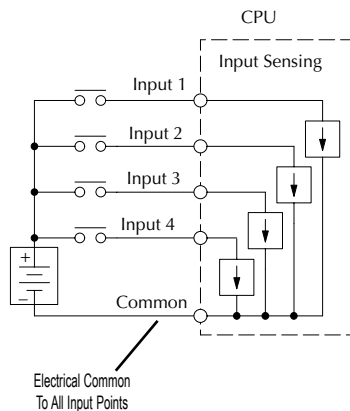 CPU
Input Sensing
Input 1
Input 2
Input 3
Input 4
+
–
Common
Electrical Common
To All Input Points